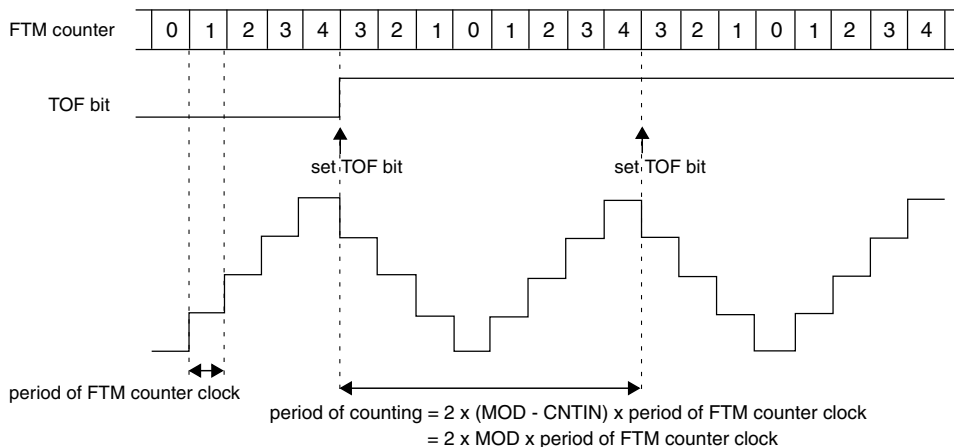 FTM counter 0 1 2 3 4 3 2 1 0 1 2 3 4 3 2 1 0 1 2 3 4
TOF bit
set TOF bit set TOF bit
period of FTM counter clock
period of counting = 2 x (MOD - CNTIN) x period of FTM counter clock
= 2 x MOD x period of FTM counter clock